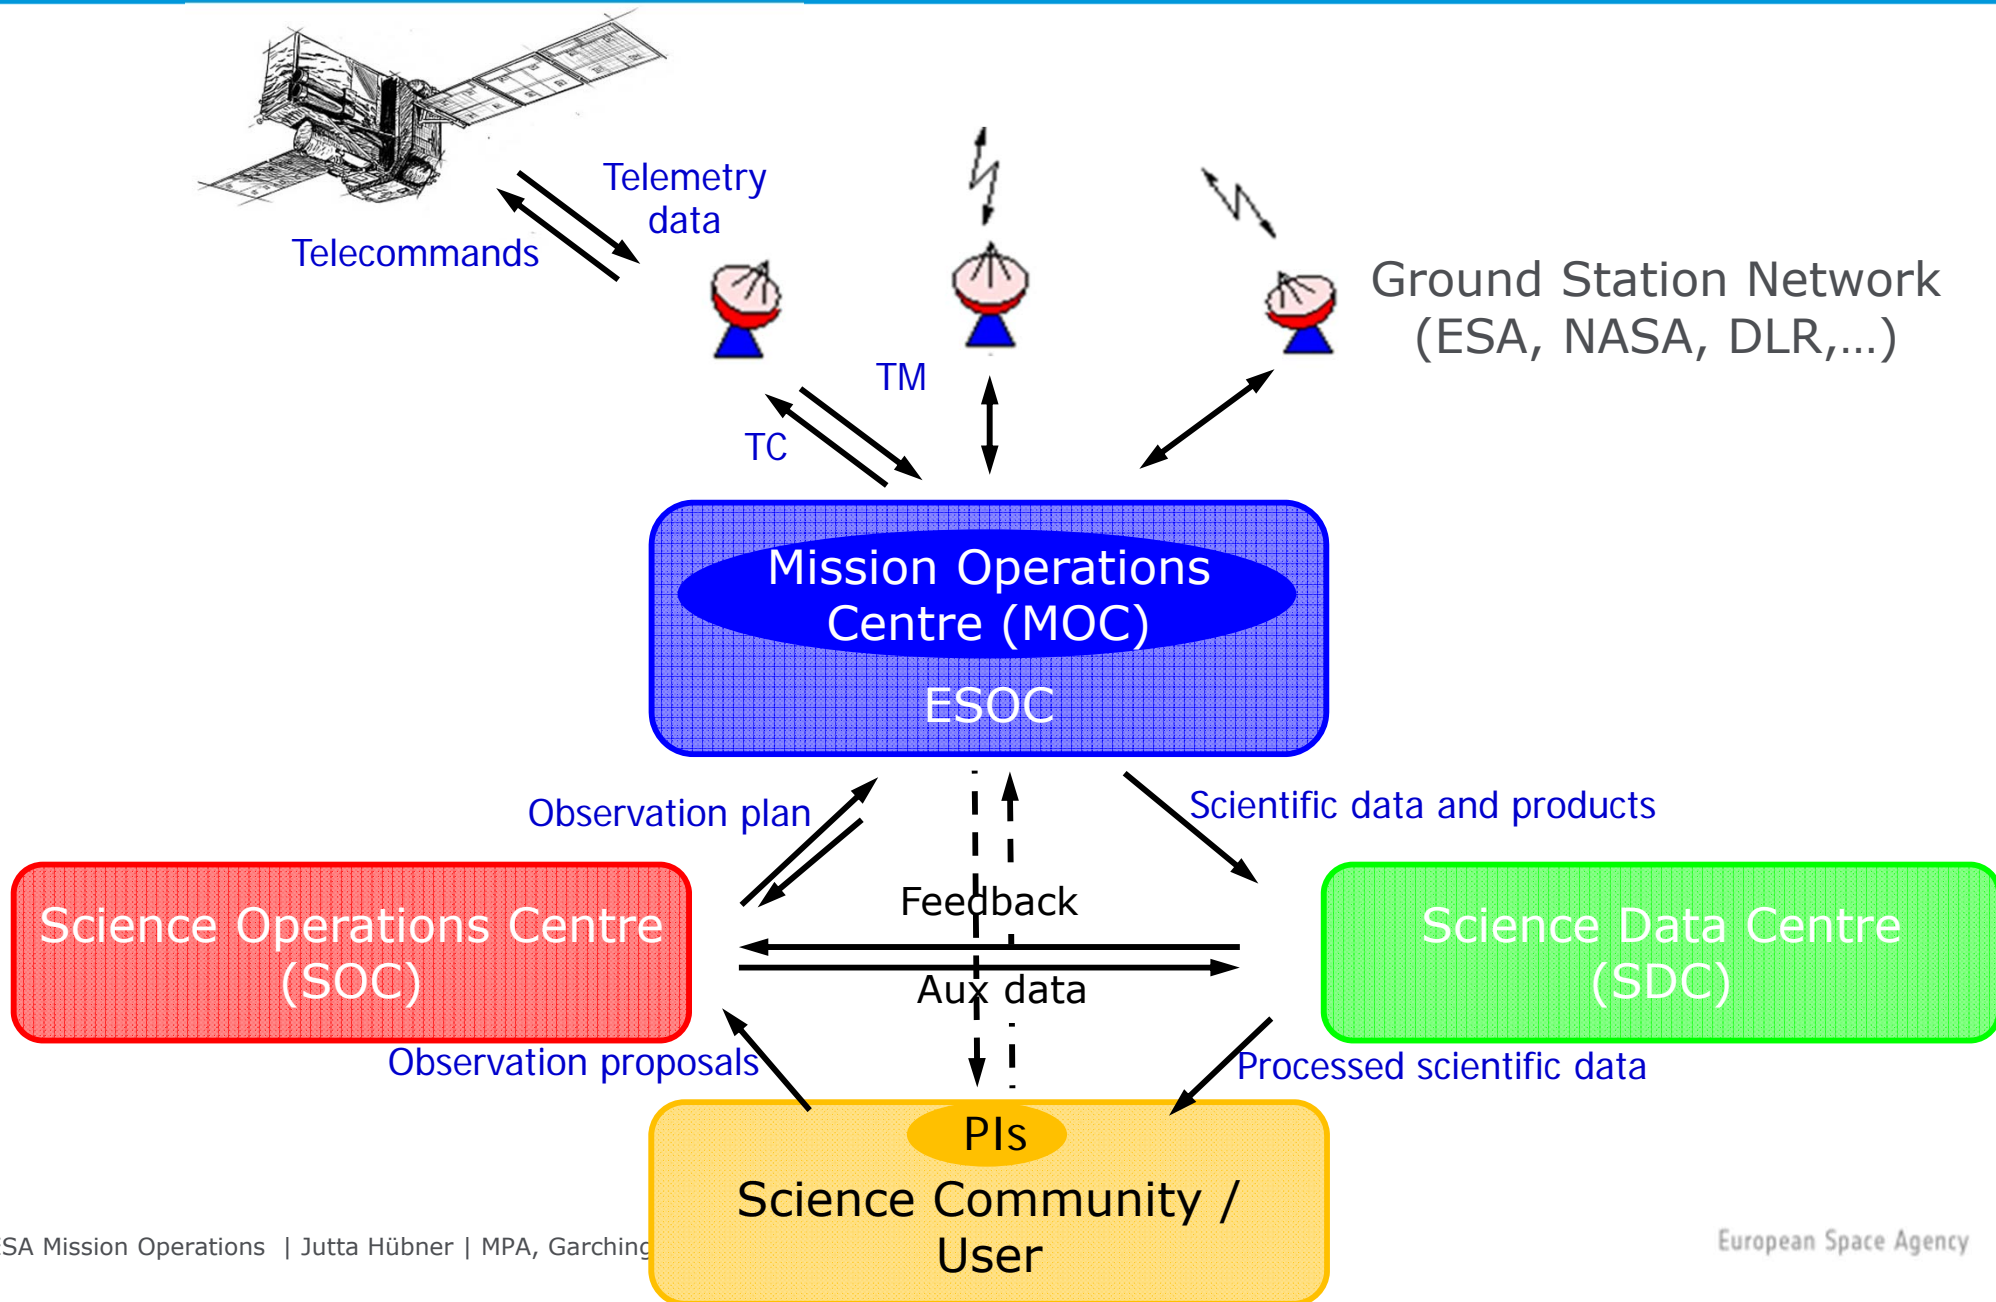 Telemetry
data
Telecommands
Ground Station Network
(ESA, NASA, DLR,...)
TM
TC
Mission Operations
Centre (MOC)
ESOC
Observation plan
Scientific data and products
Feedback
Science Operations Centre
(SOC)
Science Data Centre
(SDC)
Aux data
Observation proposals
Processed scientific data
PIs
Science Community /
User
SA Mission Operations | Jutta Hübner | MPA, Garching
European Space Agency